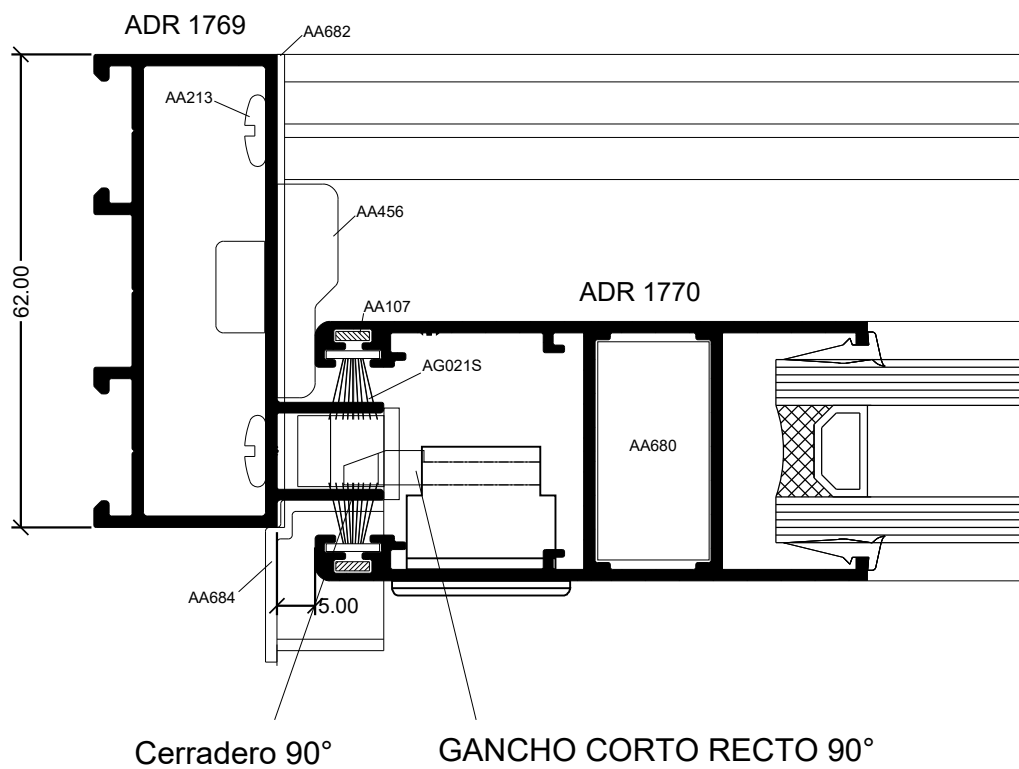 ADR 1769
AA682
AA213
AA456
62.00
ADR 1770
AA107
AG021S
AA680
AA684
5.00
Cerradero 90°
GANCHO CORTO RECTO 90°